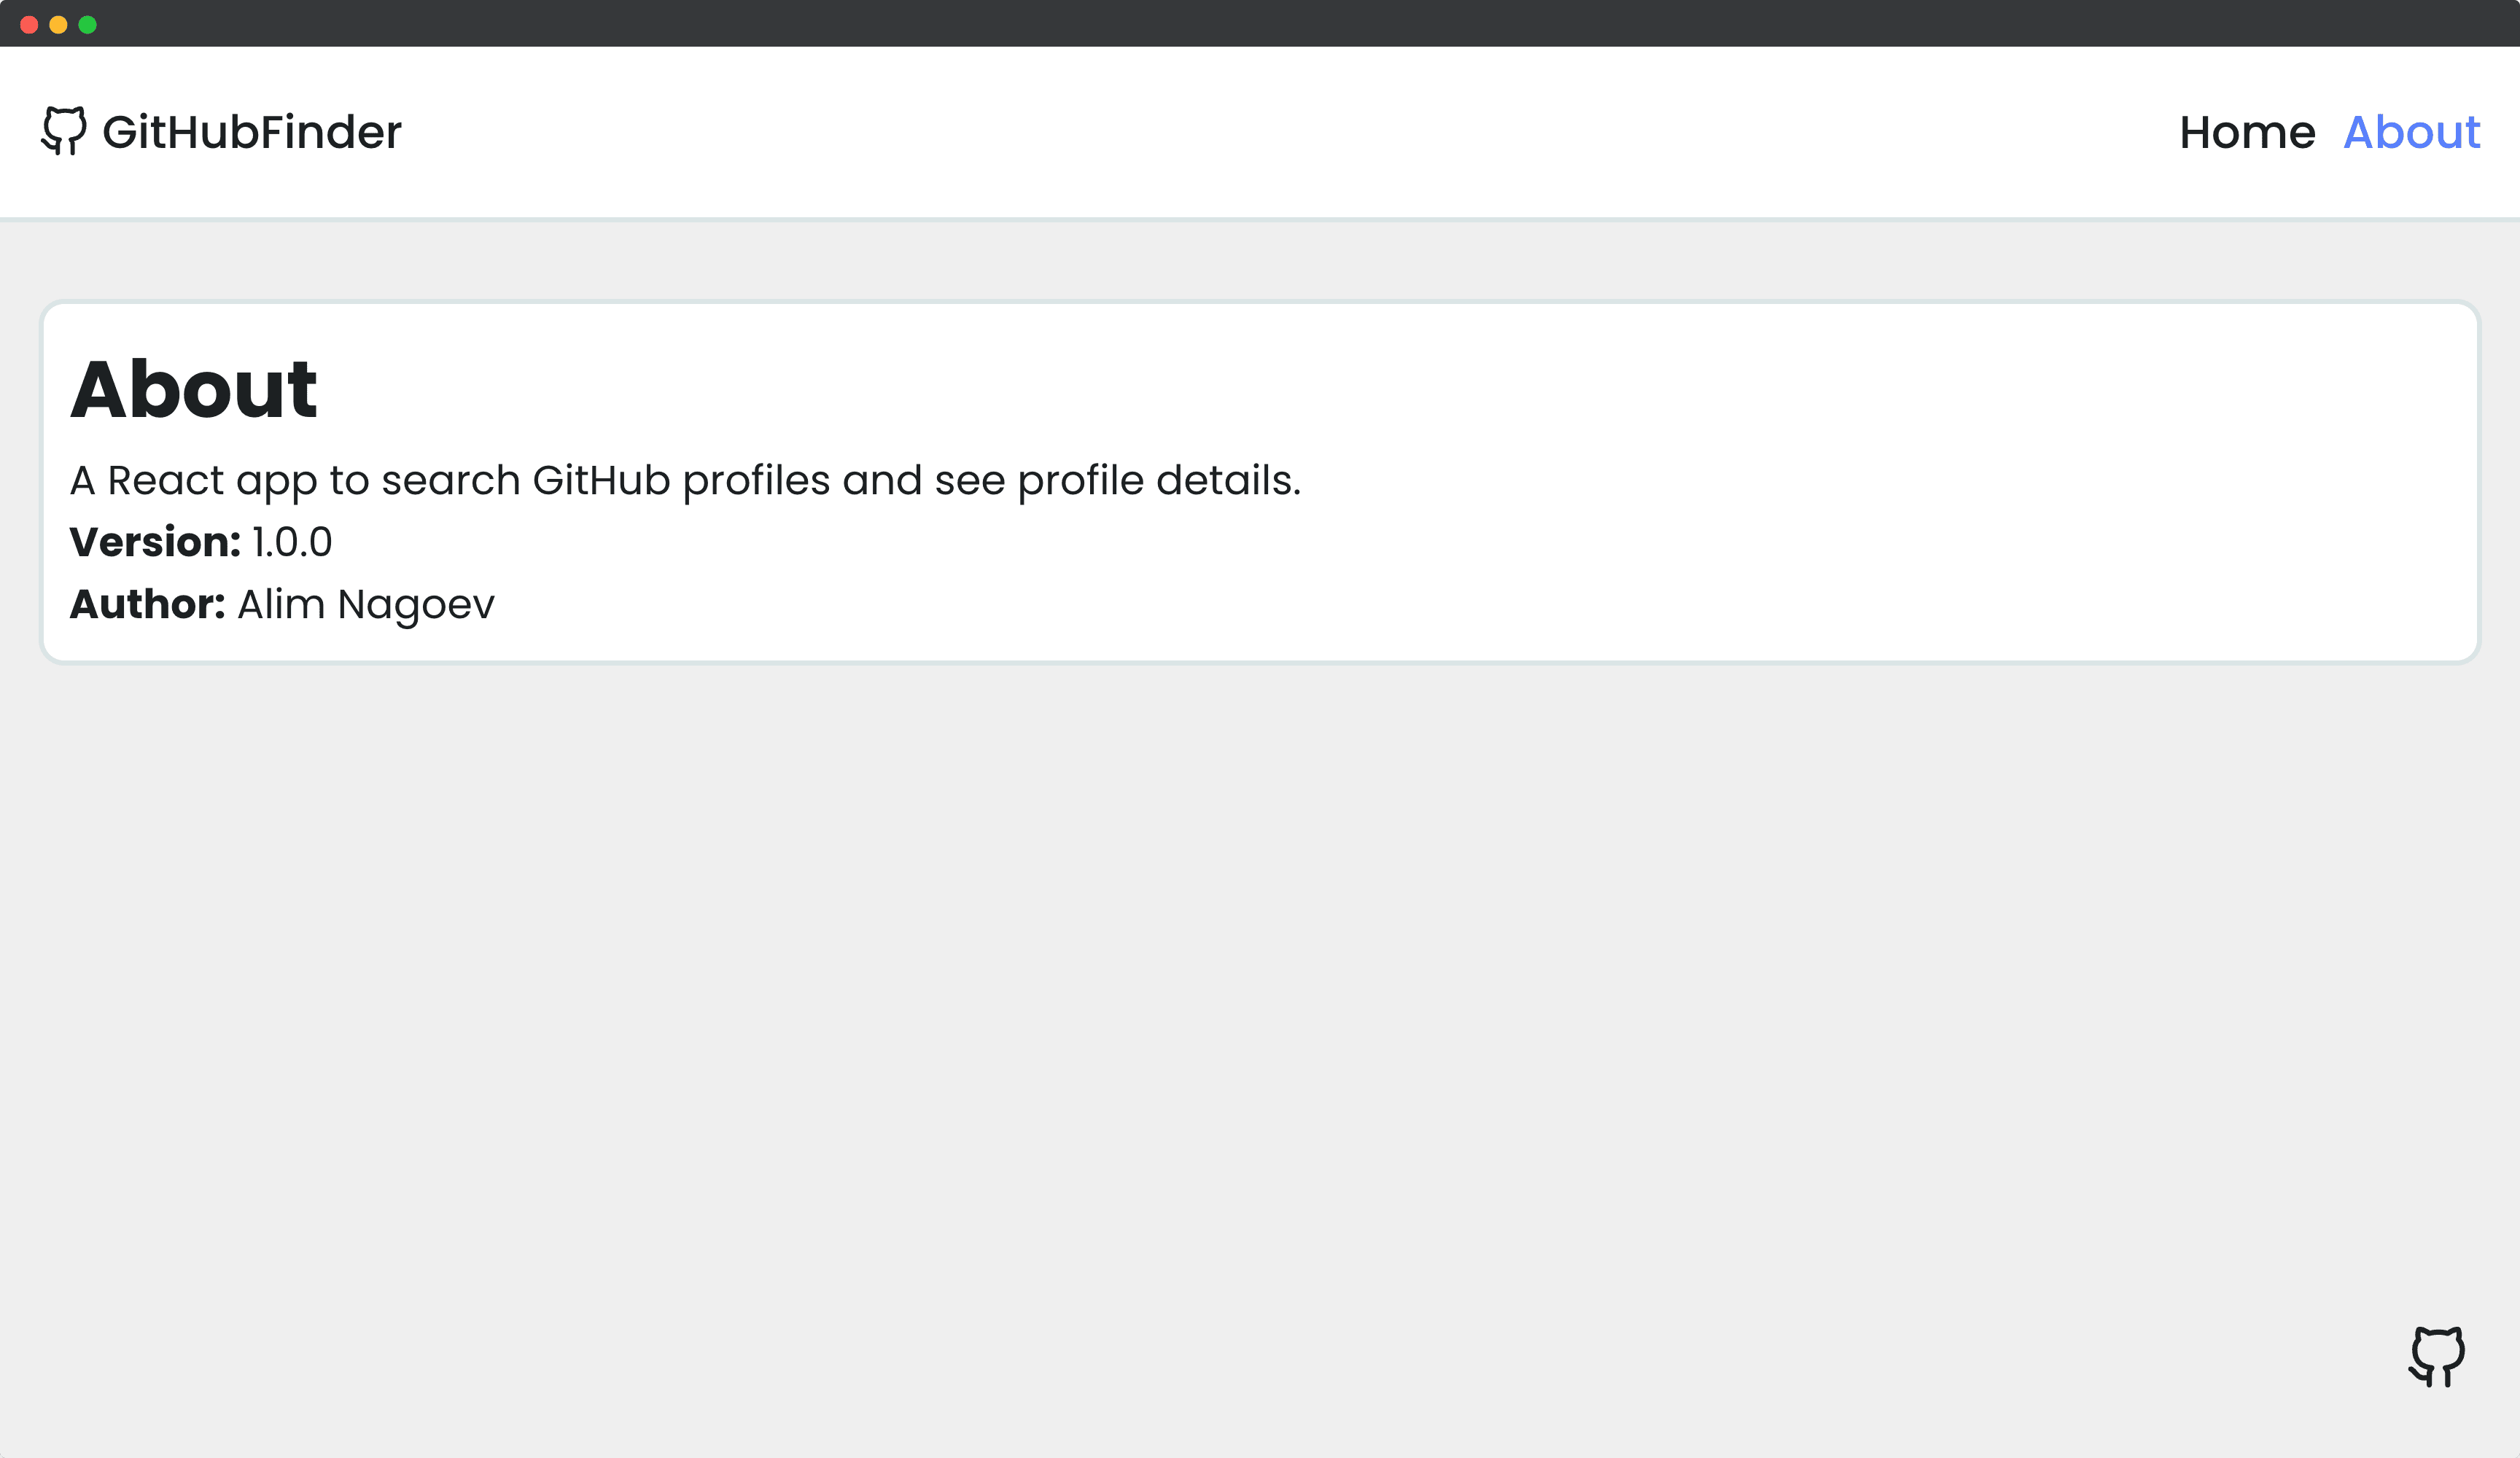 GitHubFinder
Home About
About
A React app to search GitHub profiles and see profile details.
Version: 1.0.0
Author: Alim Nagoev